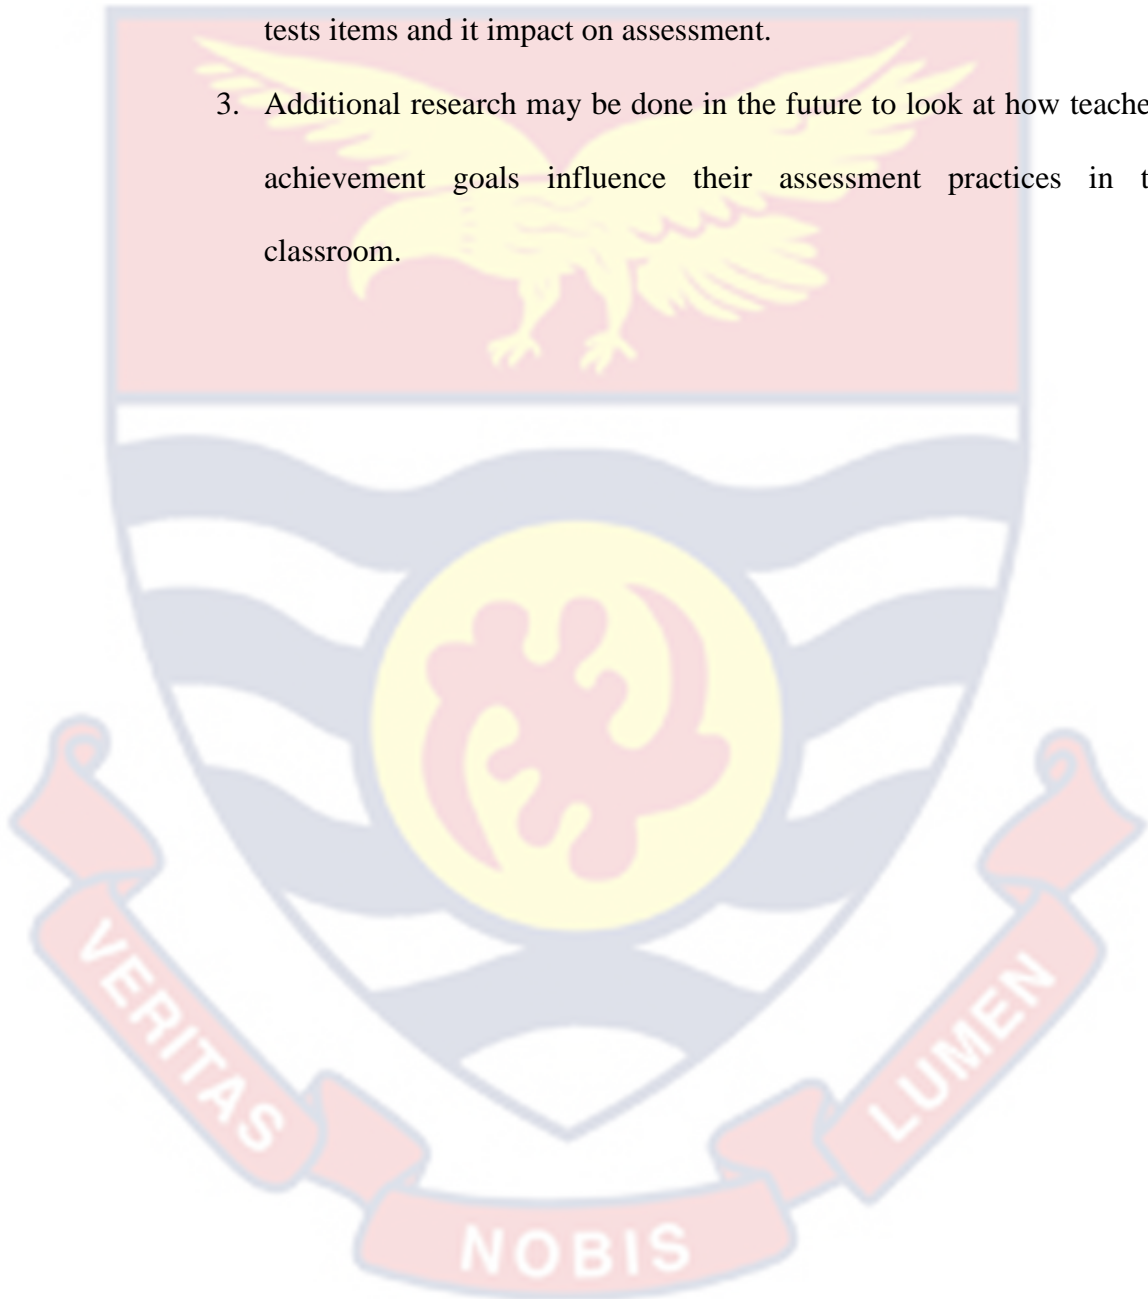 tests items and it impact on assessment.
3. Additional research may be done in the future to look at how
achievement goals influence their assessment practices in
classroom.
VERITAS
NOBIS
LUMEN